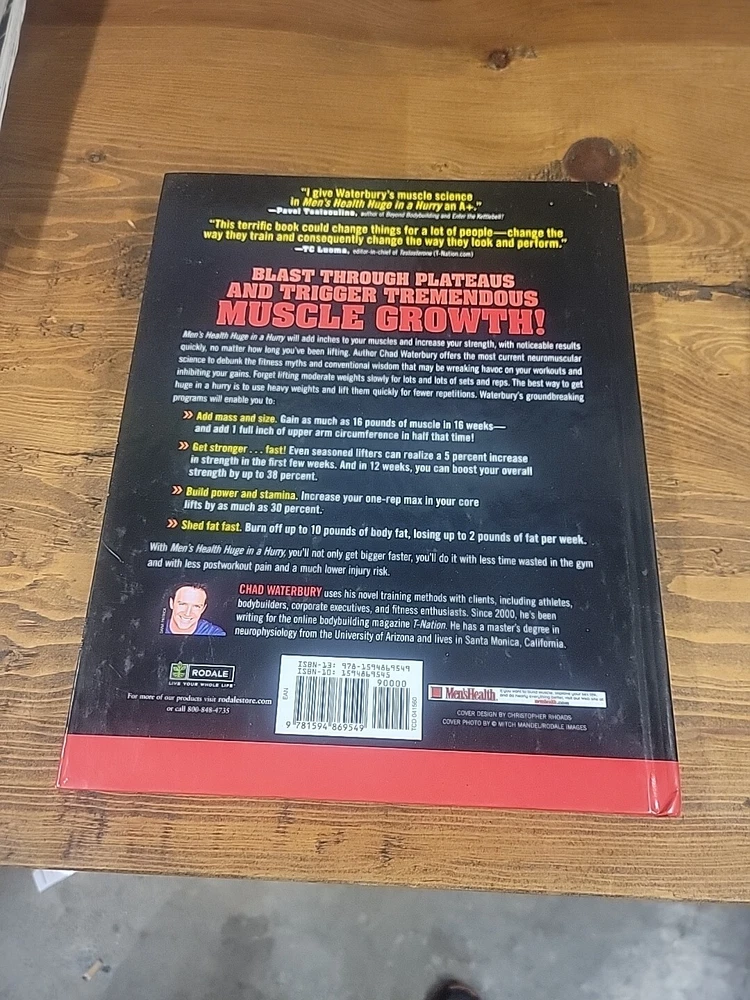 "I give Waterbury's muscle science
in Men's Health Huge in a Hurry an A+."
—Pavel Tsatsouline, author of Beyond Bodybuilding and Enter the Kettlebell!
"This terrific book could change things for a lot of people—change the
way they train and consequently change the way they look and perform."
—TC Luoma, editor-in-chief of Testosterone (T-Nation.com)
BLAST THROUGH PLATEAUS
AND TRIGGER TREMENDOUS
MUSCLE GROWTH!
Men's Health Huge in a Hurry will add inches to your muscles and increase your strength, with noticeable results
quickly, no matter how long you've been lifting. Author Chad Waterbury offers the most current neuromuscular
science to debunk the fitness myths and conventional wisdom that may be wreaking havoc on your workouts and
inhibiting your gains. Forget lifting moderate weights slowly for lots and lots of sets and reps. The best way to get
huge in a hurry is to use heavy weights and lift them quickly for fewer repetitions. Waterbury's groundbreaking
programs will enable you to:
» Add mass and size. Gain as much as 16 pounds of muscle in 16 weeks—
and add 1 full inch of upper arm circumference in half that time!
» Get stronger . . . fast! Even seasoned lifters can realize a 5 percent increase
in strength in the first few weeks. And in 12 weeks, you can boost your overall
strength by up to 38 percent.
» Build power and stamina. Increase your one-rep max in your core
lifts by as much as 30 percent.
» Shed fat fast. Burn off up to 10 pounds of body fat, losing up to 2 pounds of fat per week.
With Men's Health Huge in a Hurry, you'll not only get bigger faster, you'll do it with less time wasted in the gym
and with less postworkout pain and a much lower injury risk.
CHAD WATERBURY uses his novel training methods with clients, including athletes,
bodybuilders, corporate executives, and fitness enthusiasts. Since 2000, he's been
writing for the online bodybuilding magazine T-Nation. He has a master's degree in
neurophysiology from the University of Arizona and lives in Santa Monica, California.
RODALE
LIVE YOUR WHOLE LIFE
For more of our products visit rodalestore.com
or call 800-848-4735
ISBN-13: 978-1594869549
ISBN-10: 1594869545
90000
EAN
9 781594 869549
TCD 041560
Men'sHealth
COVER DESIGN BY CHRISTOPHER RHOADS
COVER PHOTO BY © MITCH MANDEL/RODALE IMAGES